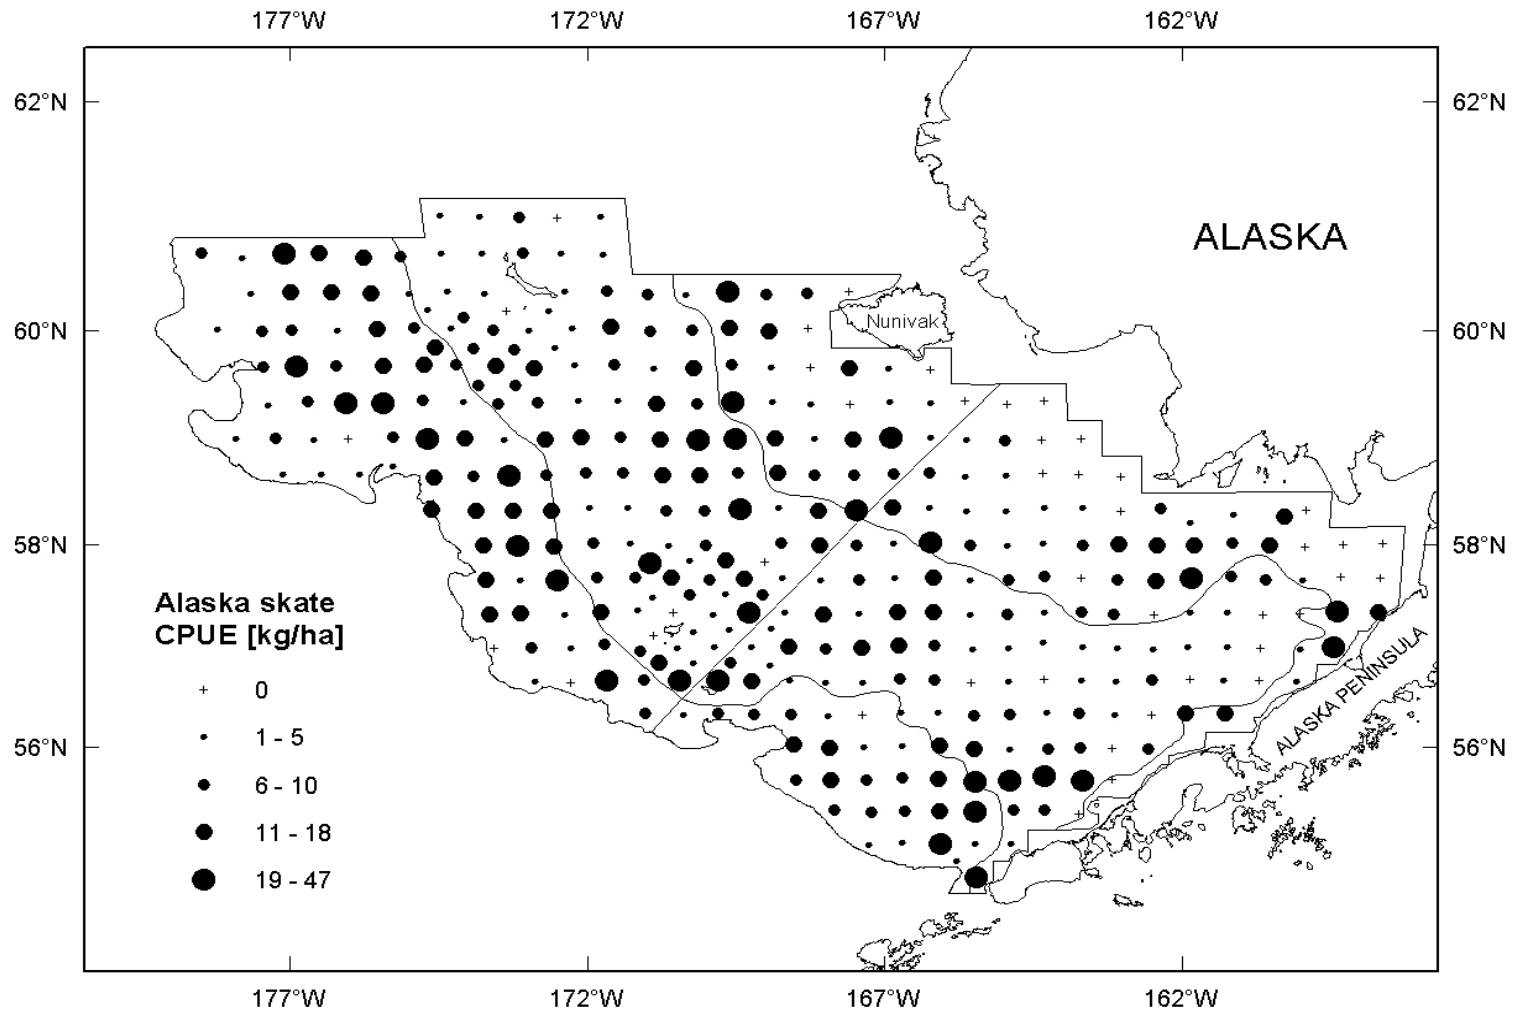 177°W 172°W 167°W 162°W
62°N 62°N
ALASKA
Nunivak
60°N 60°N
58°N 58°N
Alaska skate
CPUE [kg/ha]
0
1 - 5
6 - 10
11 - 18
19 - 47
ALASKA PENINSULA
56°N 56°N
177°W 172°W 167°W 162°W